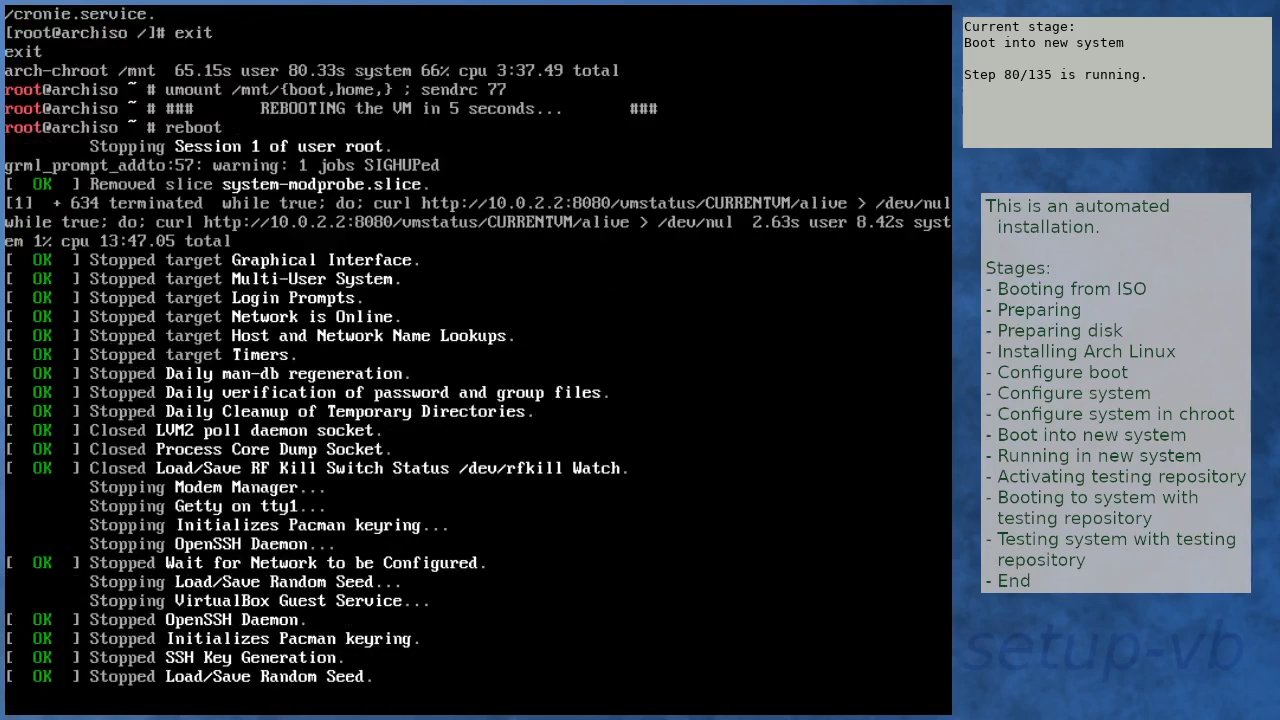 /cronie.service.
[root@archiso /]# exit
exit
arch-chroot /mnt  65.15s user 80.33s system 66% cpu 3:37.49 total
root@archiso ~ # umount /mnt/{boot,home,} ; sendrc 77
root@archiso ~ # ###       REBOOTING the VM in 5 seconds...       ###
root@archiso ~ # reboot
         Stopping Session 1 of user root.
grml_prompt_addto:57: warning: 1 jobs SIGHUPed
[  OK  ] Removed slice system-modprobe.slice.
[1]  + 634 terminated  while true; do; curl http://10.0.2.2:8080/vmstatus/CURRENTVM/alive > /dev/nul
while true; do; curl http://10.0.2.2:8080/vmstatus/CURRENTVM/alive > /dev/nul  2.63s user 8.42s syst
em 1% cpu 13:47.05 total
[  OK  ] Stopped target Graphical Interface.
[  OK  ] Stopped target Multi-User System.
[  OK  ] Stopped target Login Prompts.
[  OK  ] Stopped target Network is Online.
[  OK  ] Stopped target Host and Network Name Lookups.
[  OK  ] Stopped target Timers.
[  OK  ] Stopped Daily man-db regeneration.
[  OK  ] Stopped Daily verification of password and group files.
[  OK  ] Stopped Daily Cleanup of Temporary Directories.
[  OK  ] Closed LVM2 poll daemon socket.
[  OK  ] Closed Process Core Dump Socket.
[  OK  ] Closed Load/Save RF Kill Switch Status /dev/rfkill Watch.
         Stopping Modem Manager...
         Stopping Getty on tty1...
         Stopping Initializes Pacman keyring...
         Stopping OpenSSH Daemon...
[  OK  ] Stopped Wait for Network to be Configured.
         Stopping Load/Save Random Seed...
         Stopping VirtualBox Guest Service...
[  OK  ] Stopped OpenSSH Daemon.
[  OK  ] Stopped Initializes Pacman keyring.
[  OK  ] Stopped SSH Key Generation.
[  OK  ] Stopped Load/Save Random Seed.
Current stage:
Boot into new system
Step 80/135 is running.
This is an automated
installation.
Stages:
- Booting from ISO
- Preparing
- Preparing disk
- Installing Arch Linux
- Configure boot
- Configure system
- Configure system in chroot
- Boot into new system
- Running in new system
- Activating testing repository
- Booting to system with
testing repository
- Testing system with testing
repository
- End
setup-vb